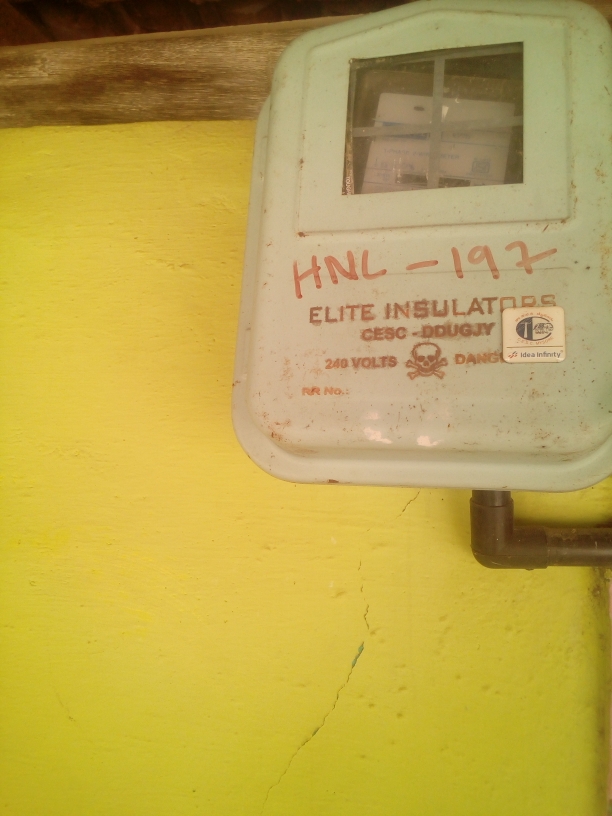 HNL - 197
ELITE INSULATORS
CESC - DDUGJY
240 VOLTS
RR No.:
Idea Infinity